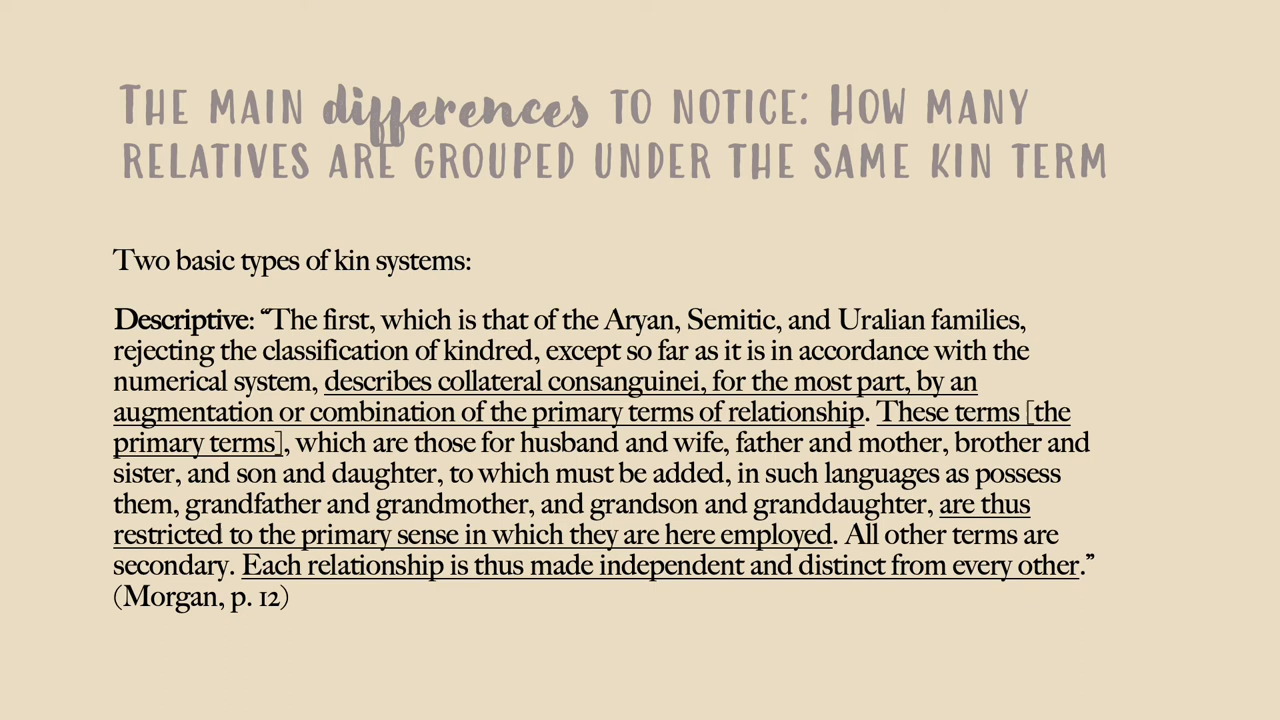 The main differences to notice: How many
relatives are grouped under the same kin term
Two basic types of kin systems:
Descriptive: “The first, which is that of the Aryan, Semitic, and Uralian families,
rejecting the classification of kindred, except so far as it is in accordance with the
numerical system, describes collateral consanguinei, for the most part, by an
augmentation or combination of the primary terms of relationship. These terms [the
primary terms], which are those for husband and wife, father and mother, brother and
sister, and son and daughter, to which must be added, in such languages as possess
them, grandfather and grandmother, and grandson and granddaughter, are thus
restricted to the primary sense in which they are here employed. All other terms are
secondary. Each relationship is thus made independent and distinct from every other.”
(Morgan, p. 12)